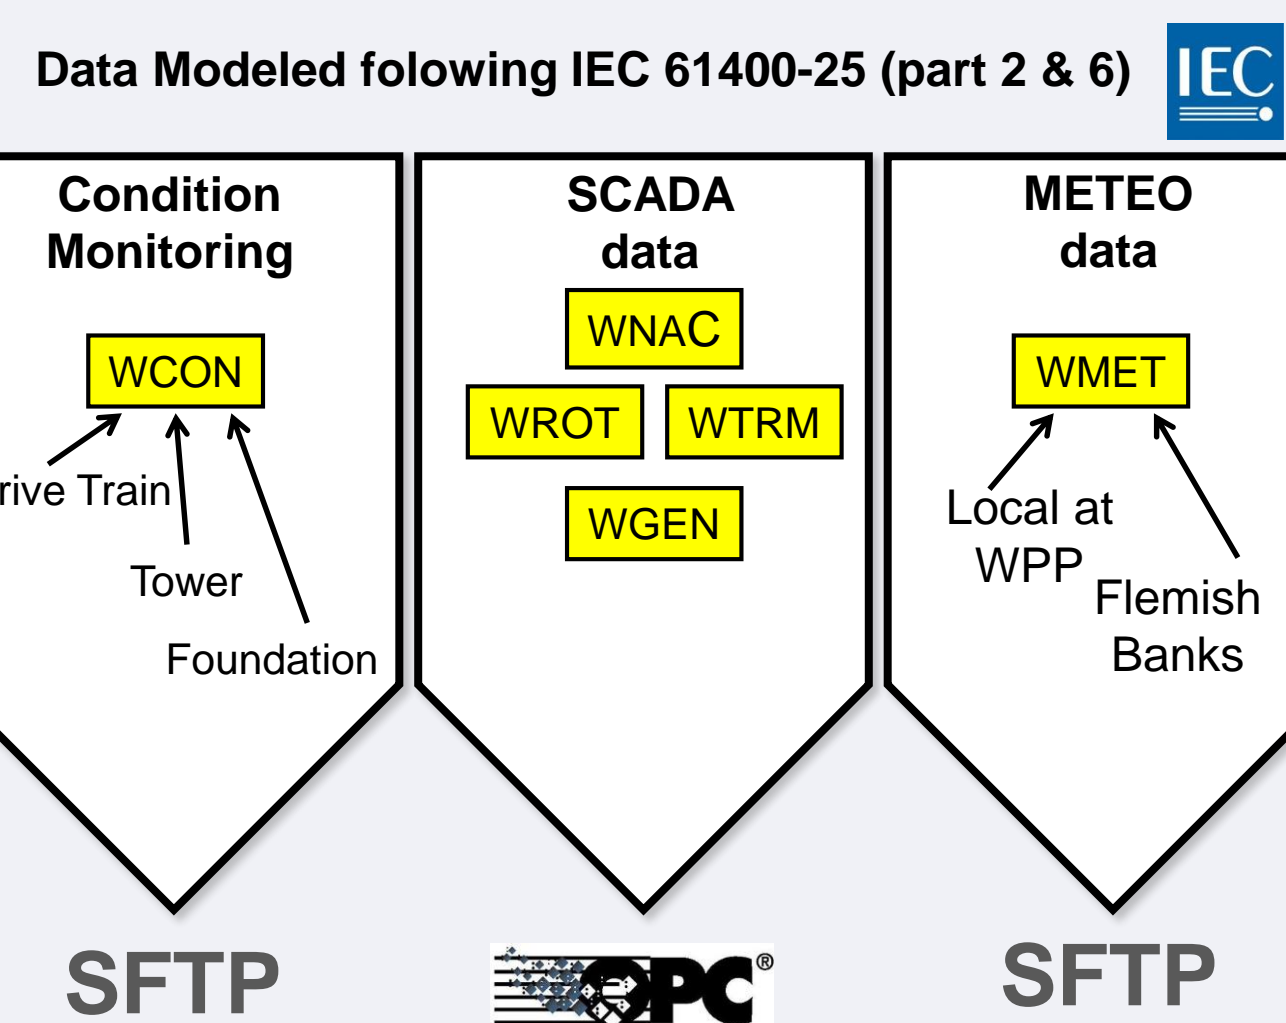 Data Modeled folowing IEC 61400-25 (part 2 & 6)
IEC
Condition
Monitoring
WCON
rive Train
Tower
Foundation
SFTP
SCADA
data
WNAC
WROT
WTRM
WGEN
OPC®
METEO
data
WMET
Local at
WPP
Flemish
Banks
SFTP